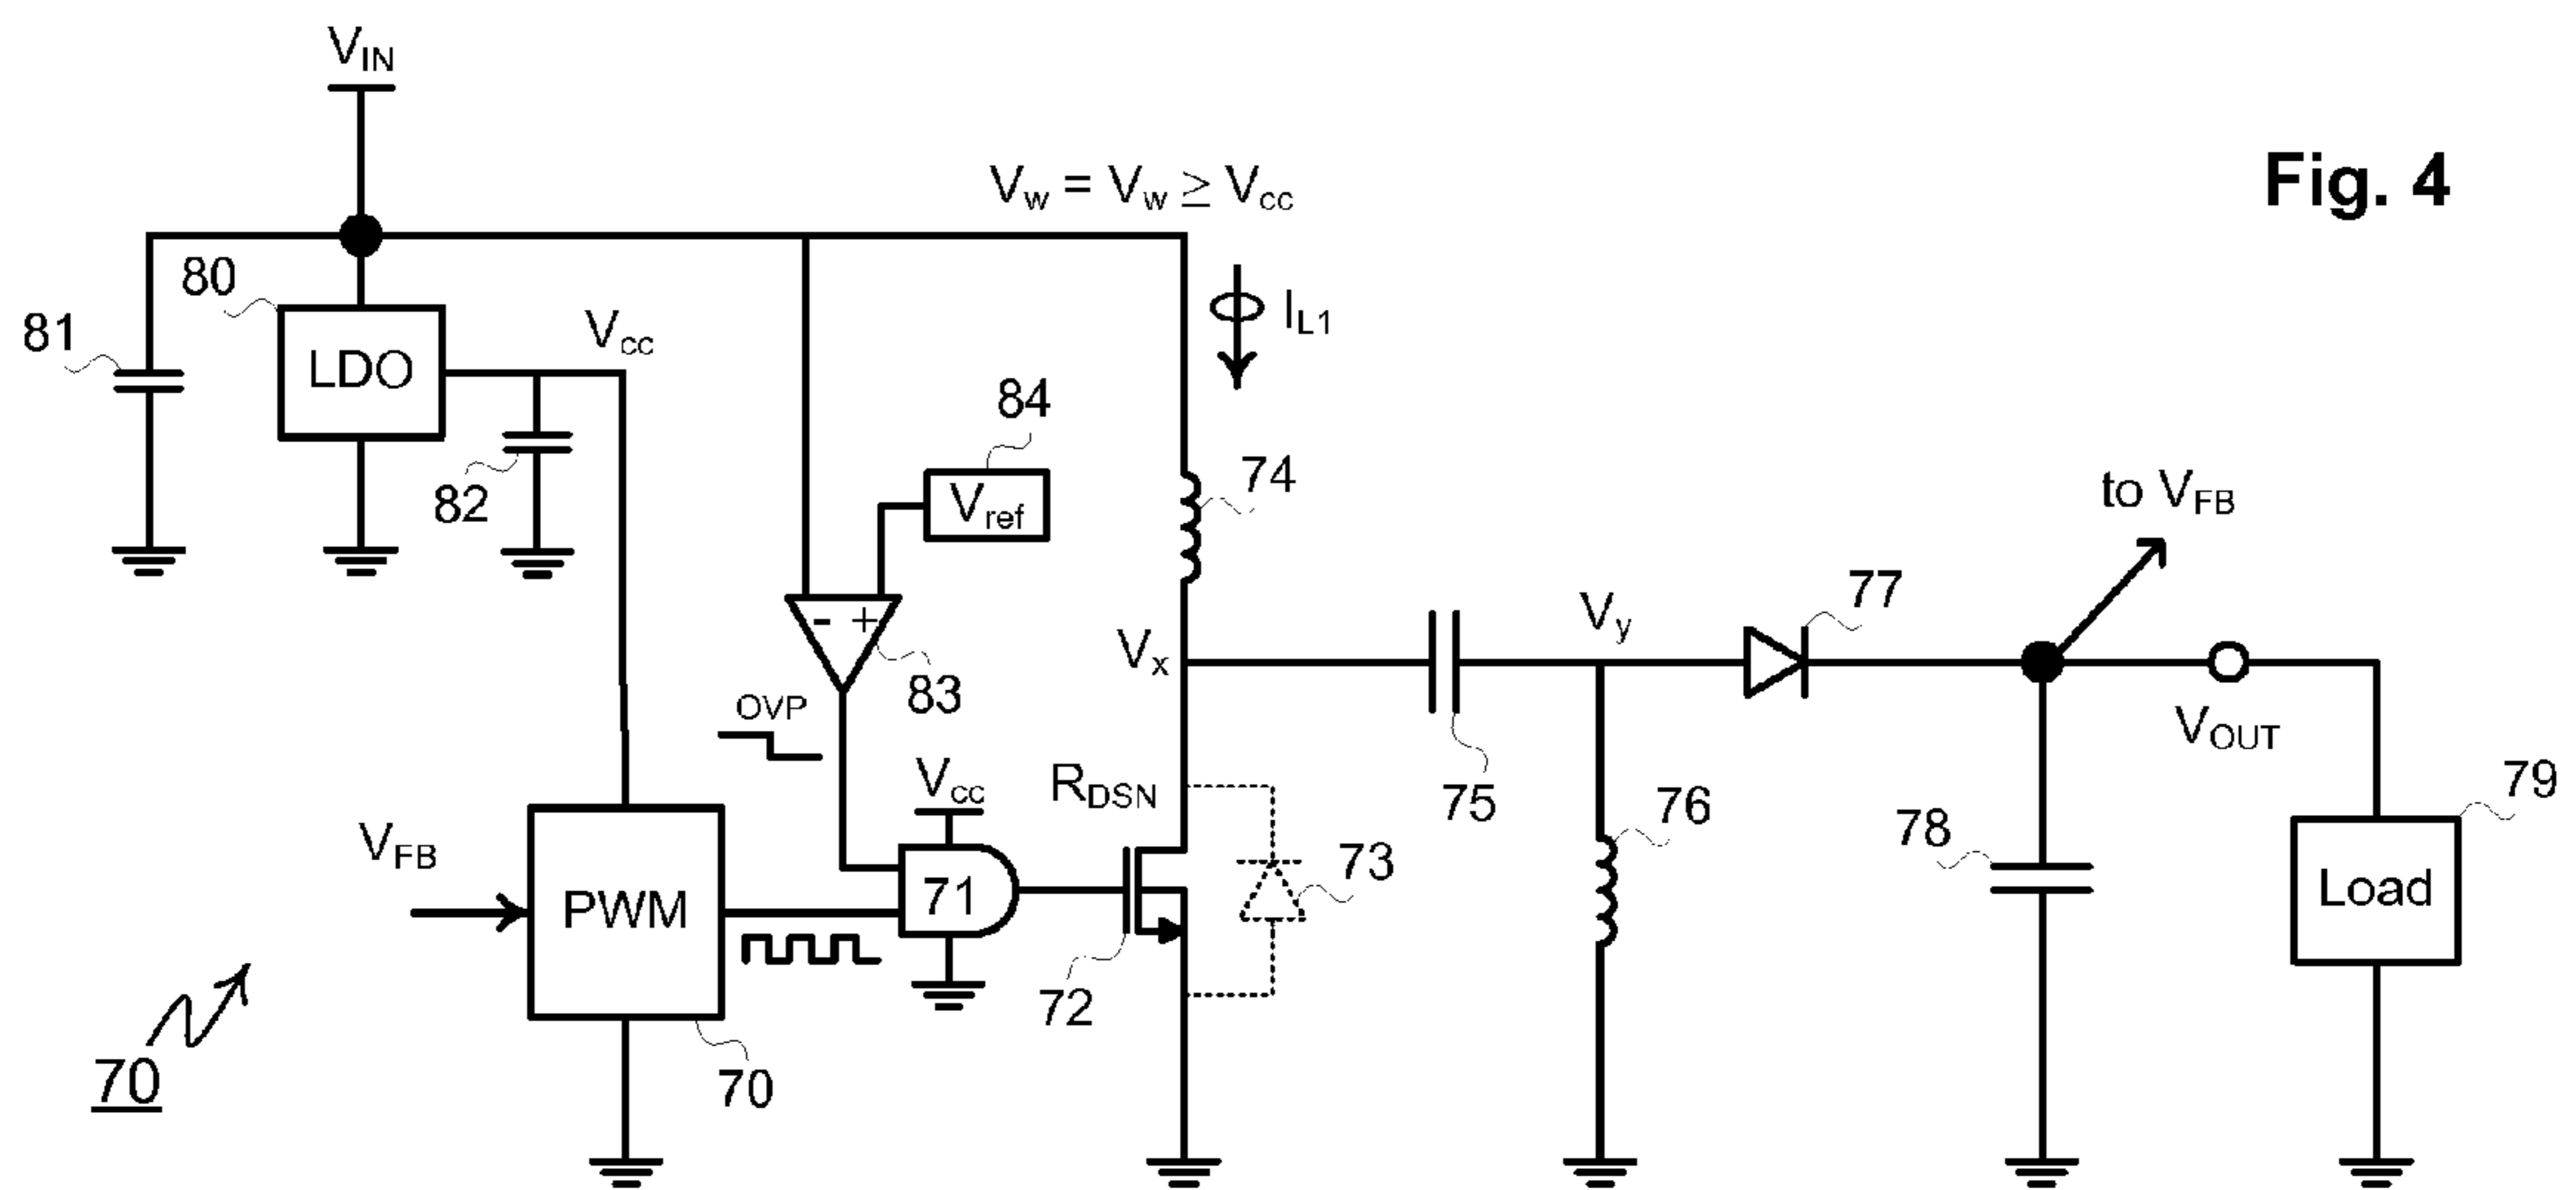 V_IN
Fig. 4
V_w = V_w ≥ V_cc
80
81
LDO
V_cc
I_L1
84
V_ref
82
74
to V_FB
- +
83
V_x
V_y
77
OVP
V_OUT
V_cc
R_DSN
75
76
78
79
V_FB
PWM
71
73
Load
72
70
70